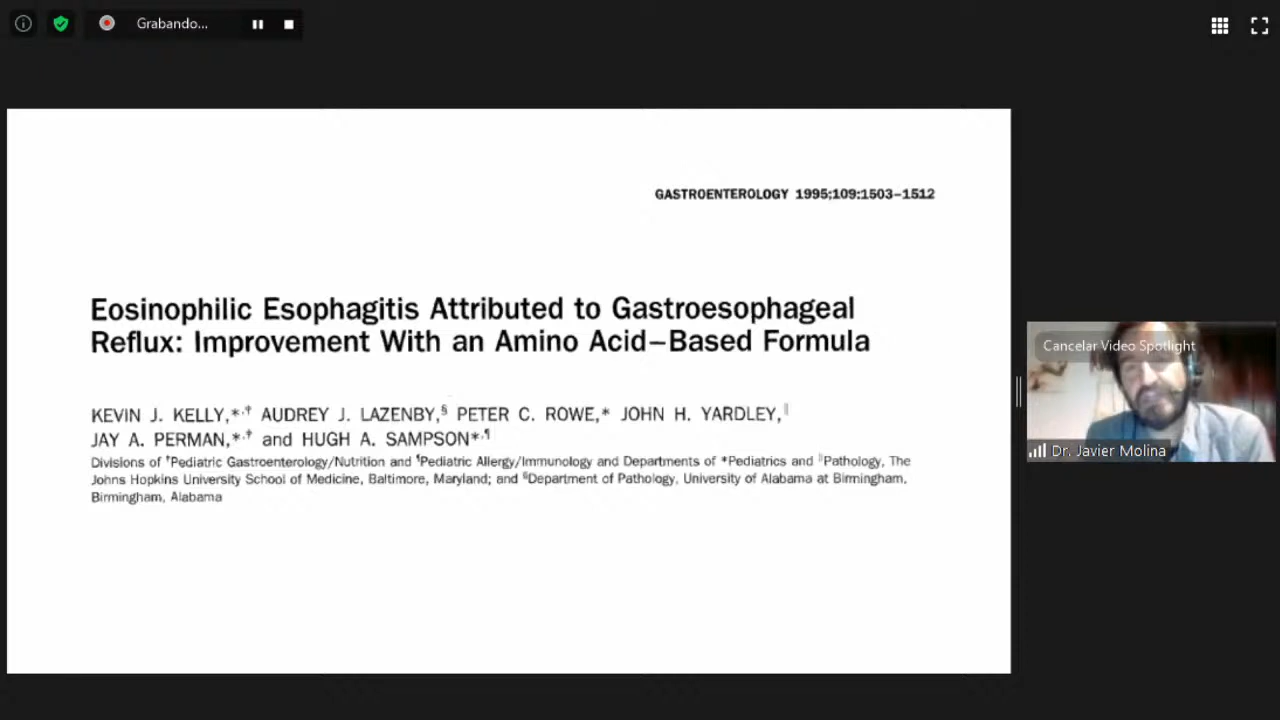 Grabando...
GASTROENTEROLOGY 1995;109:1503–1512
Eosinophilic Esophagitis Attributed to Gastroesophageal
Reflux: Improvement With an Amino Acid–Based Formula
KEVIN J. KELLY,*,† AUDREY J. LAZENBY,§ PETER C. ROWE,* JOHN H. YARDLEY,‖
JAY A. PERMAN,*,† and HUGH A. SAMPSON*,¶
Divisions of †Pediatric Gastroenterology/Nutrition and ¶Pediatric Allergy/Immunology and Departments of *Pediatrics and ‖Pathology, The
Johns Hopkins University School of Medicine, Baltimore, Maryland; and §Department of Pathology, University of Alabama at Birmingham,
Birmingham, Alabama
Cancelar Video Spotlight
Dr. Javier Molina